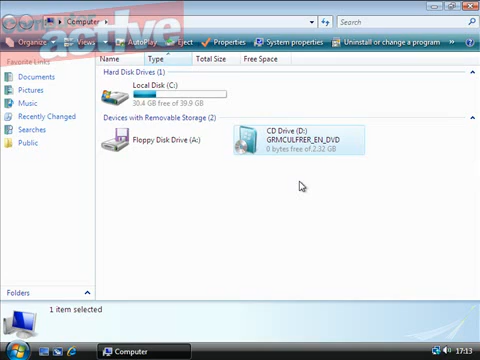 Computer
Search
Organize
Views
AutoPlay
Eject
Properties
System properties
Uninstall or change a program
»
active
Favorite Links
Documents
Pictures
Music
Recently Changed
Searches
Public
Name
Type
Total Size
Free Space
Hard Disk Drives (1)
Local Disk (C:)
30.4 GB free of 39.9 GB
Devices with Removable Storage (2)
Floppy Disk Drive (A:)
CD Drive (D:)
GRMCULFRER_EN_DVD
0 bytes free of 2.32 GB
Folders
1 item selected
Computer
17:13